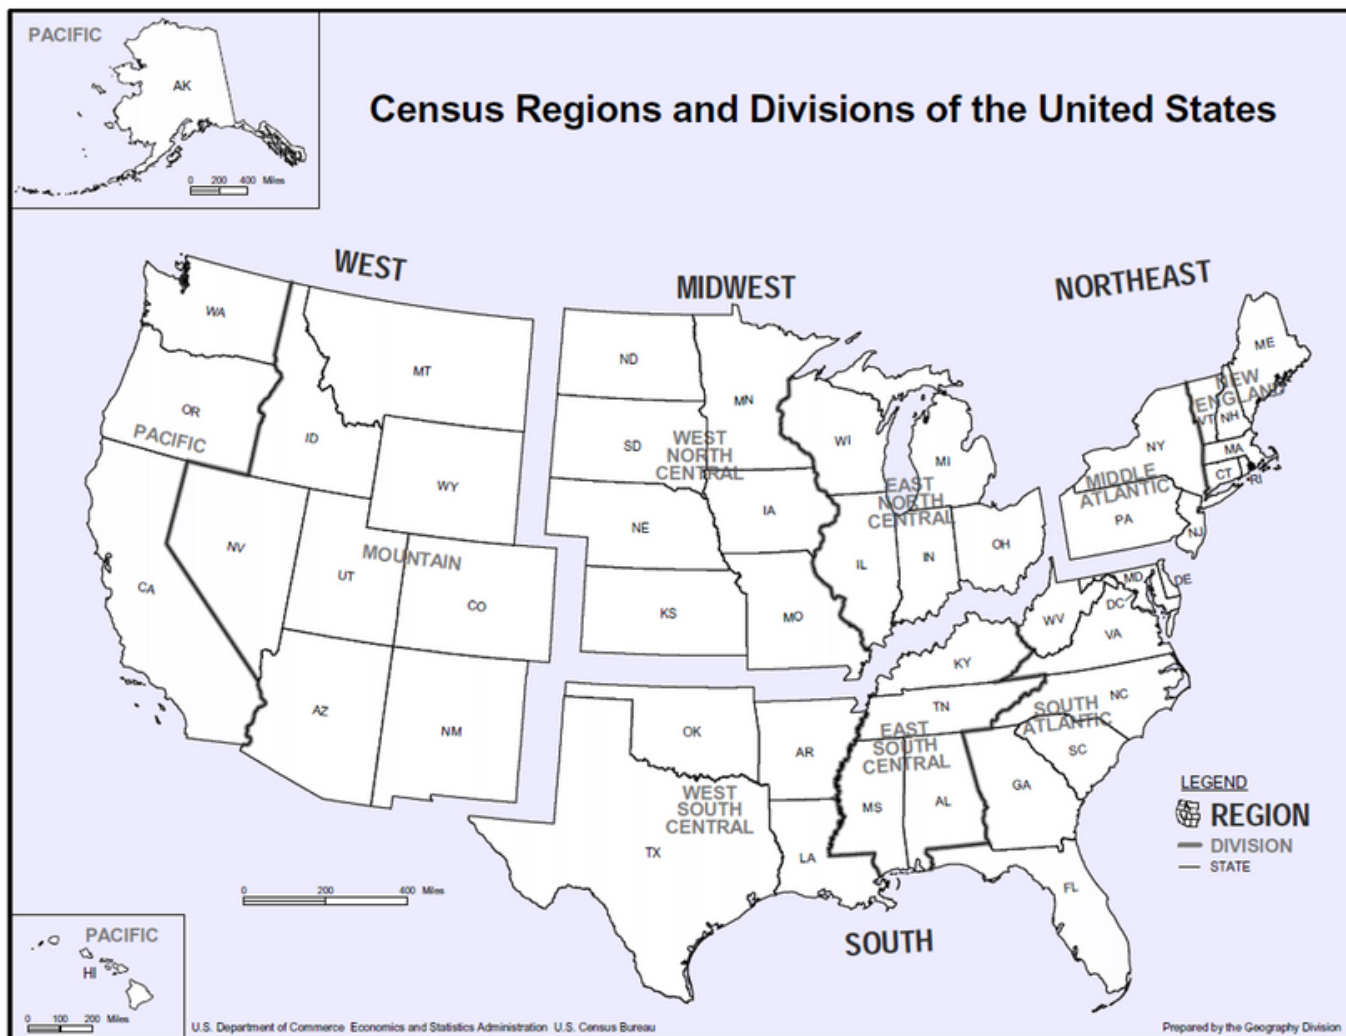 PACIFIC
AK
0 200 400 Miles
Census Regions and Divisions of the United States
WEST
MIDWEST
NORTHEAST
WA
MT
OR
PACIFIC
ID
WY
NV
MOUNTAIN
UT
CO
CA
AZ
NM
ND
MN
SD
WEST
NORTH
CENTRAL
NE
IA
KS
MO
WI
MI
EAST
NORTH
CENTRAL
IL
IN
OH
ME
NEW
ENGLAND
VT
NH
NY
MA
CT
RI
MIDDLE
ATLANTIC
PA
NJ
MD
DE
DC
WV
VA
KY
TN
NC
SOUTH
ATLANTIC
SC
GA
FL
EAST
SOUTH
CENTRAL
MS
AL
OK
AR
WEST
SOUTH
CENTRAL
TX
LA
SOUTH
LEGEND
REGION
DIVISION
STATE
0 200 400 Miles
PACIFIC
HI
0 100 200 Miles
U.S. Department of Commerce Economics and Statistics Administration U.S. Census Bureau
Prepared by the Geography Division